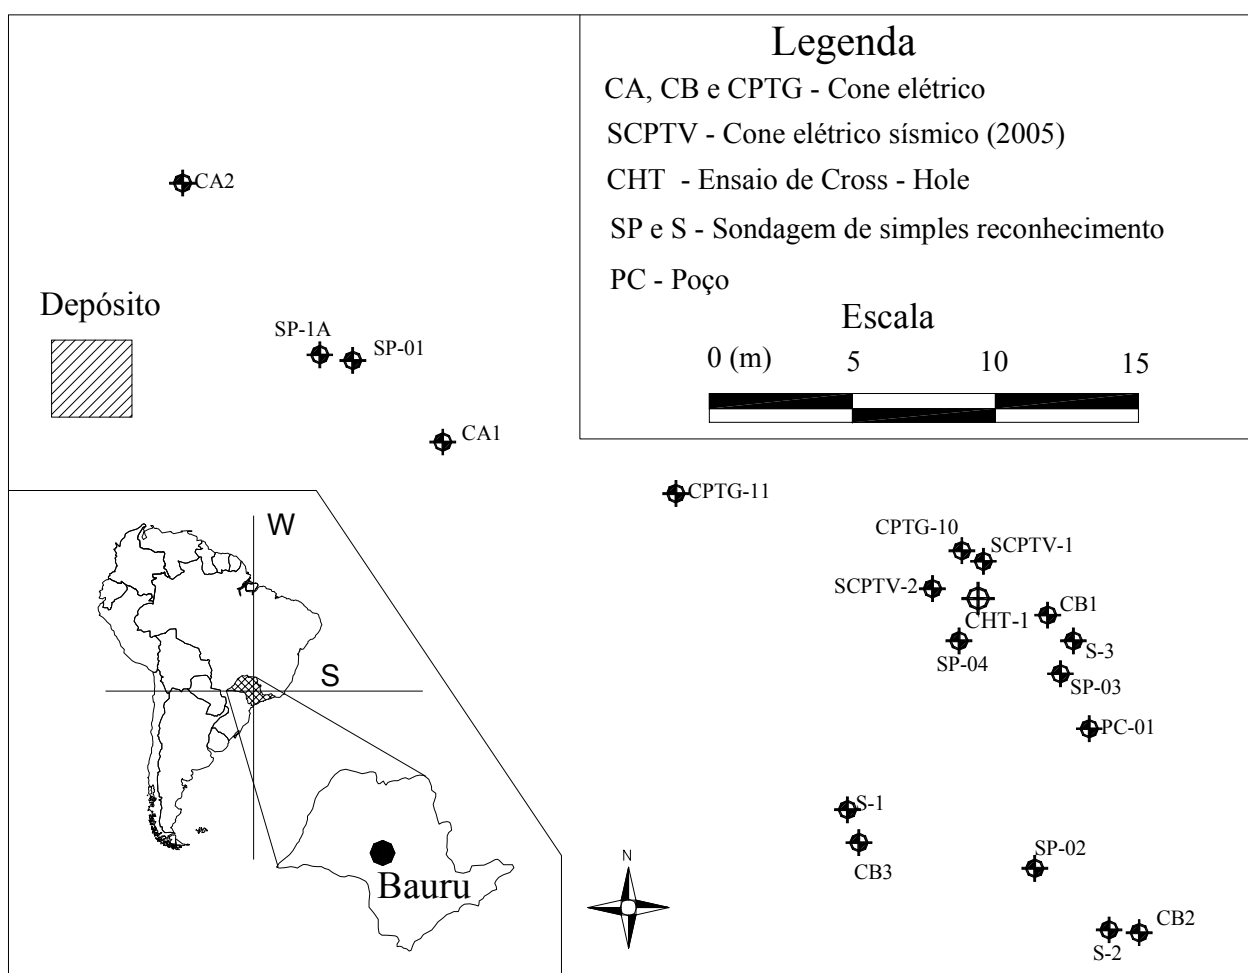 Legenda
CA, CB e CPTG - Cone elétrico
SCPTV - Cone elétrico sísmico (2005)
CHT - Ensaio de Cross - Hole
SP e S - Sondagem de simples reconhecimento
PC - Poço
Escala
0 (m) 5 10 15
CA2
Depósito
SP-1A
SP-01
CA1
CPTG-11
CPTG-10
SCPTV-1
SCPTV-2
CHT-1
CB1
SP-04
S-3
SP-03
PC-01
W
S
S-1
CB3
SP-02
Bauru
N
CB2
S-2